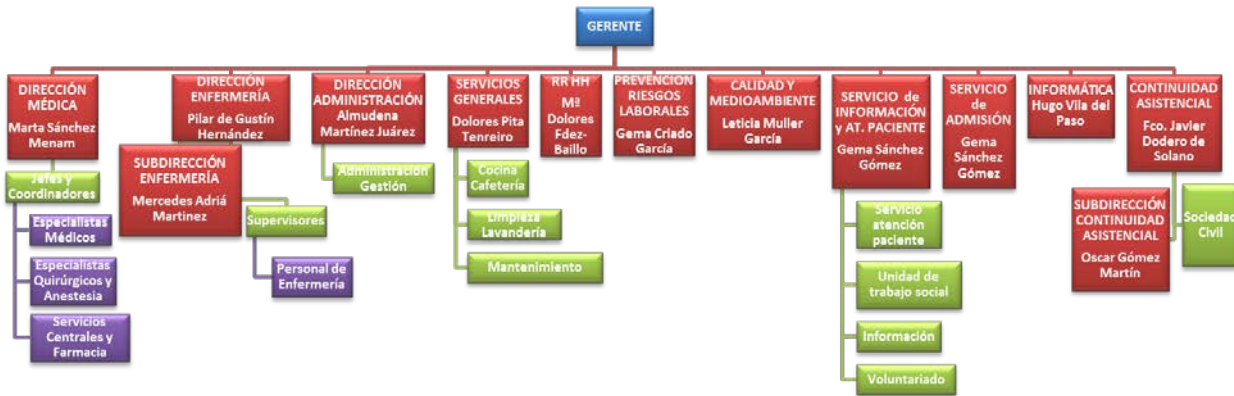 GERENTE
DIRECCIÓN
MÉDICA
Marta Sánchez
Menam
DIRECCIÓN
ENFERMERÍA
Pilar de Gustín
Hernández
DIRECCIÓN
ADMINISTRACIÓN
Almudena
Martínez Juárez
SERVICIOS
GENERALES
Dolores Pita
Tenreiro
RR HH
Mª
Dolores
Fdez-
Baillo
PREVENCIÓN
RIESGOS
LABORALES
Gema Criado
García
CALIDAD Y
MEDIOAMBIENTE
Leticia Muller
García
SERVICIO de
INFORMACIÓN
y AT. PACIENTE
Gema Sánchez
Gómez
SERVICIO
de
ADMISIÓN
Gema
Sánchez
Gómez
INFORMÁTICA
Hugo Vila del
Paso
CONTINUIDAD
ASISTENCIAL
Fco. Javier
Dodero de
Solano
Jefes y
Coordinadores
Especialistas
Médicos
Especialistas
Quirúrgicos y
Anestesia
Servicios
Centrales y
Farmacia
SUBDIRECCIÓN
ENFERMERÍA
Mercedes Adriá
Martinez
Supervisores
Personal de
Enfermería
Administración
Gestión
Cocina
Cafetería
Limpieza
Lavandería
Mantenimiento
Servicio
atención
paciente
Unidad de
trabajo social
Información
Voluntariado
SUBDIRECCIÓN
CONTINUIDAD
ASISTENCIAL
Oscar Gómez
Martín
Sociedad
Civil